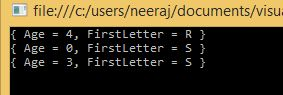 file:///c:/users/neeraj/documents/visua
{ Age = 4, FirstLetter = R }
{ Age = 0, FirstLetter = S }
{ Age = 3, FirstLetter = S }